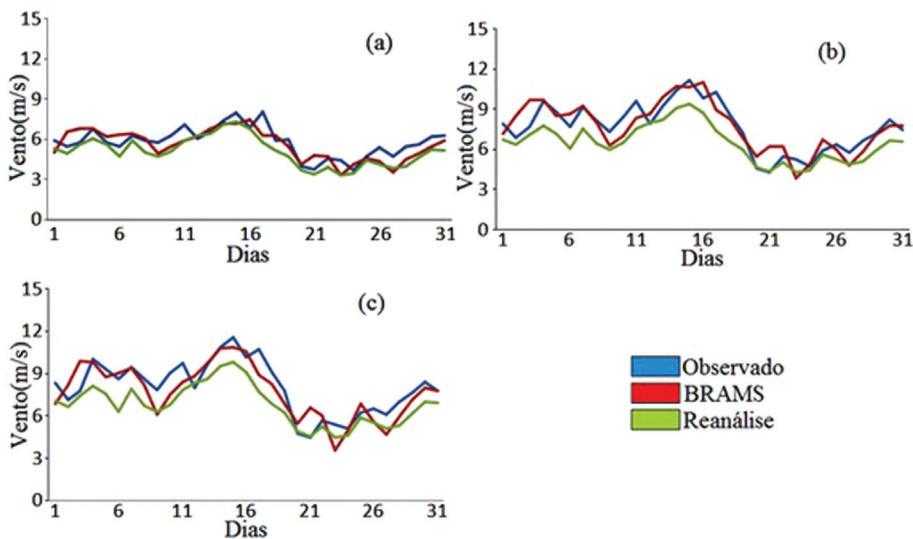 (a)
Vento(m/s)
15
12
9
6
3
0
1 6 11 16 21 26 31
Dias
(b)
Vento(m/s)
15
12
9
6
3
0
1 6 11 16 21 26 31
Dias
(c)
Vento(m/s)
15
12
9
6
3
0
1 6 11 16 21 26 31
Dias
Observado
BRAMS
Reanálise